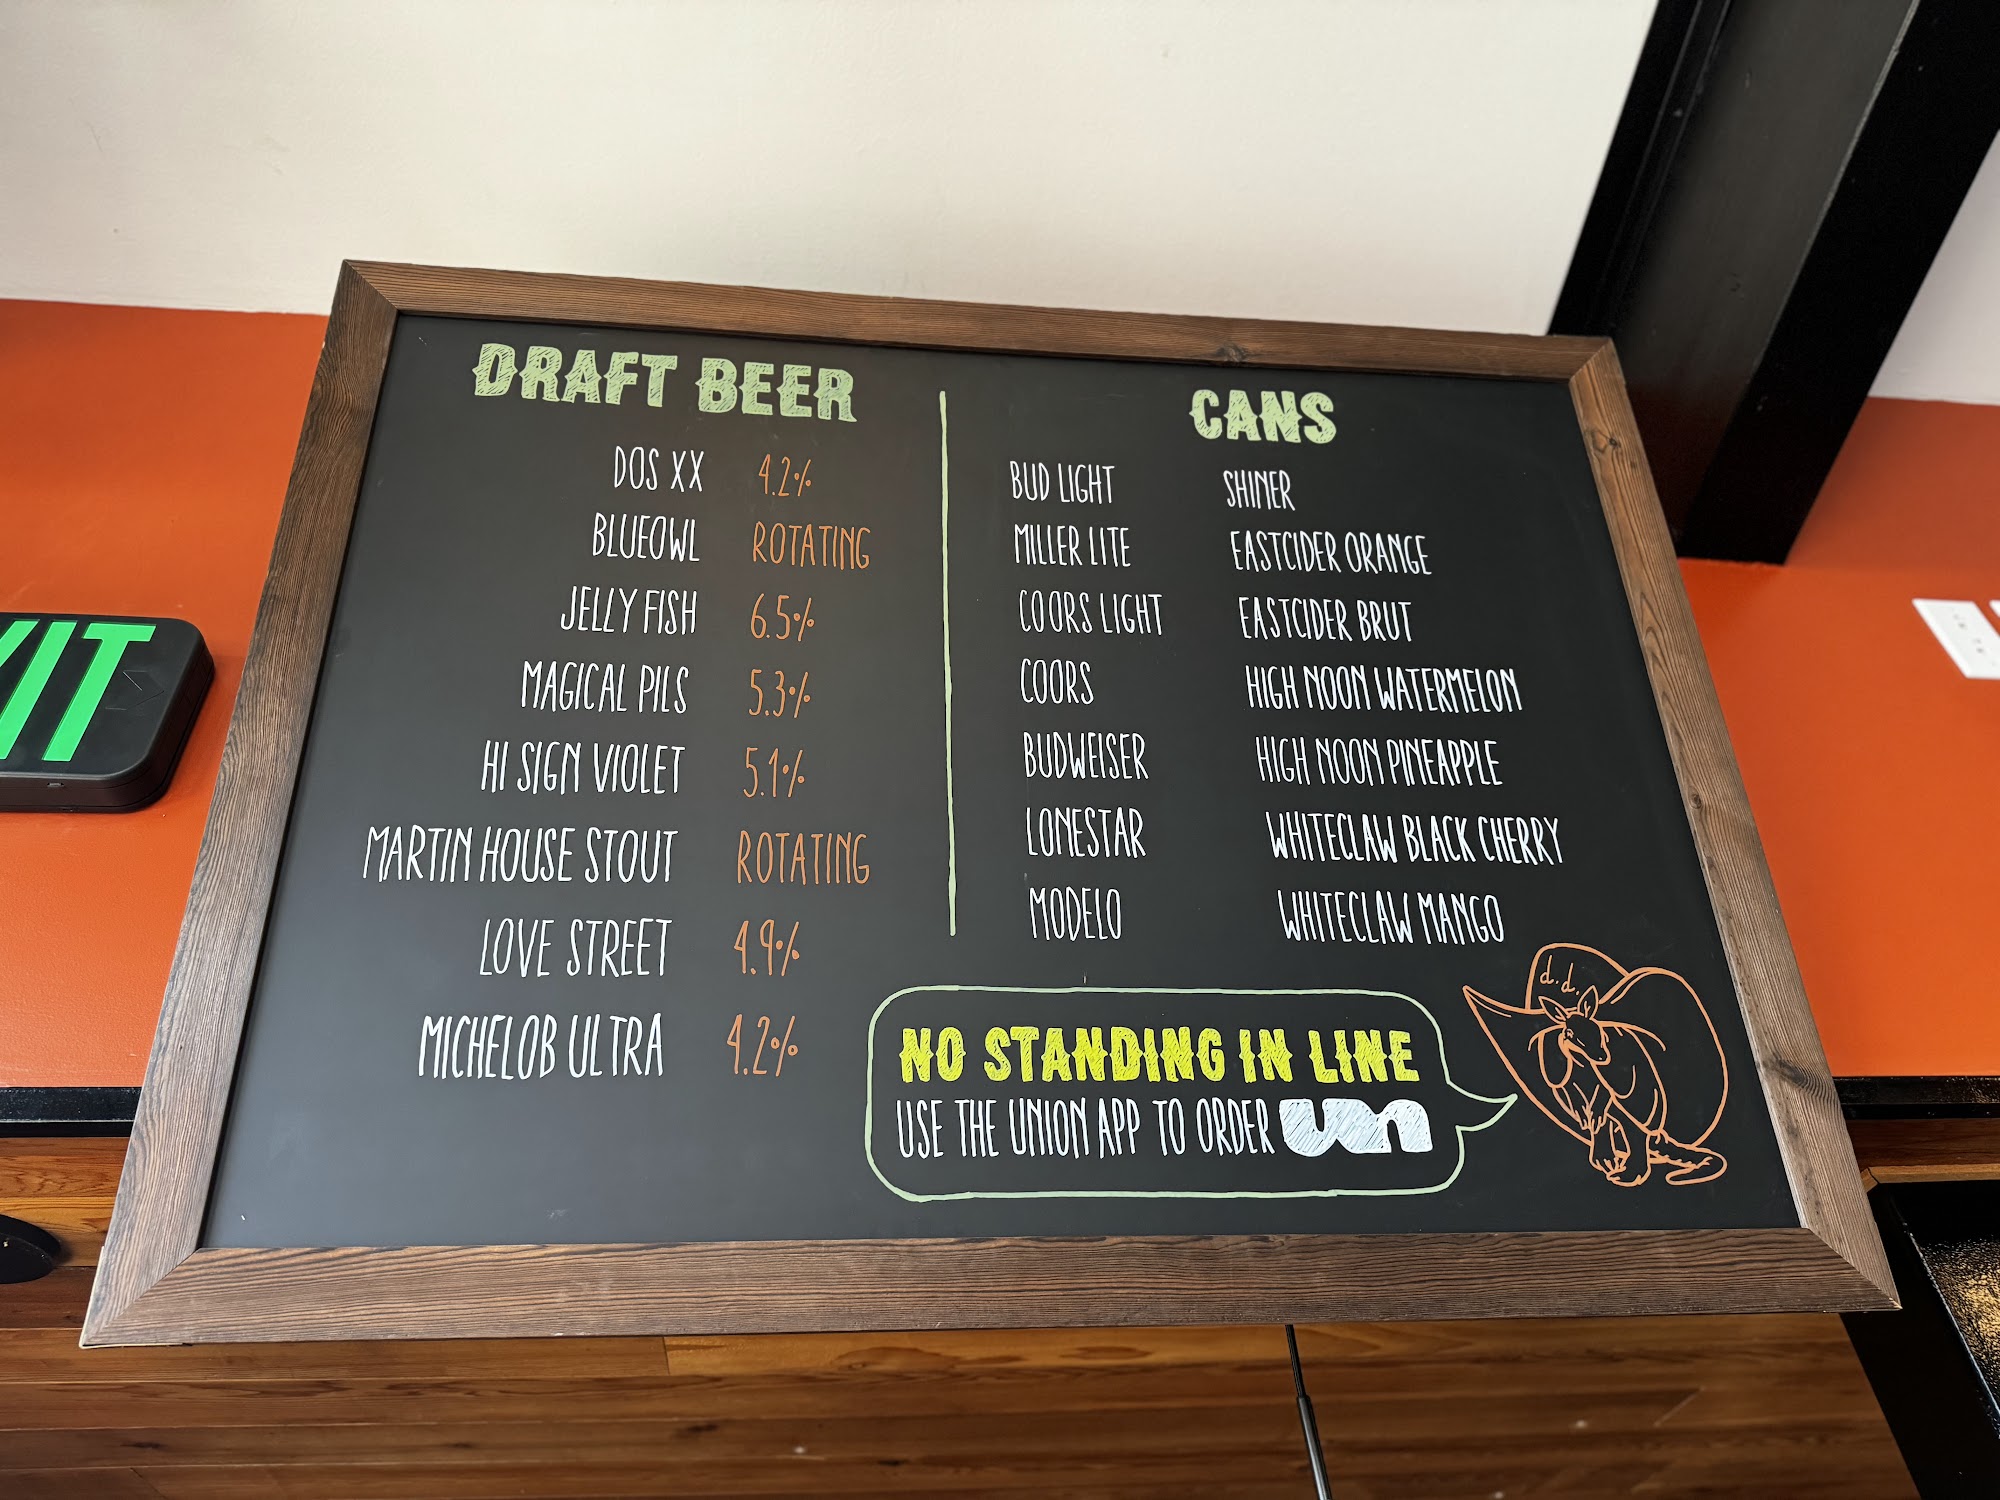 DRAFT BEER
DOS XX 4.2%
BLUEOWL ROTATING
JELLY FISH 6.5%
MAGICAL PILS 5.3%
HI SIGN VIOLET 5.1%
MARTIN HOUSE STOUT ROTATING
LOVE STREET 4.9%
MICHELOB ULTRA 4.2%
CANS
BUD LIGHT SHINER
MILLER LITE EASTCIDER ORANGE
COORS LIGHT EASTCIDER BRUT
COORS HIGH NOON WATERMELON
BUDWEISER HIGH NOON PINEAPPLE
LONESTAR WHITECLAW BLACK CHERRY
MODELO WHITECLAW MANGO
NO STANDING IN LINE
USE THE UNION APP TO ORDER un
d.d.
XIT